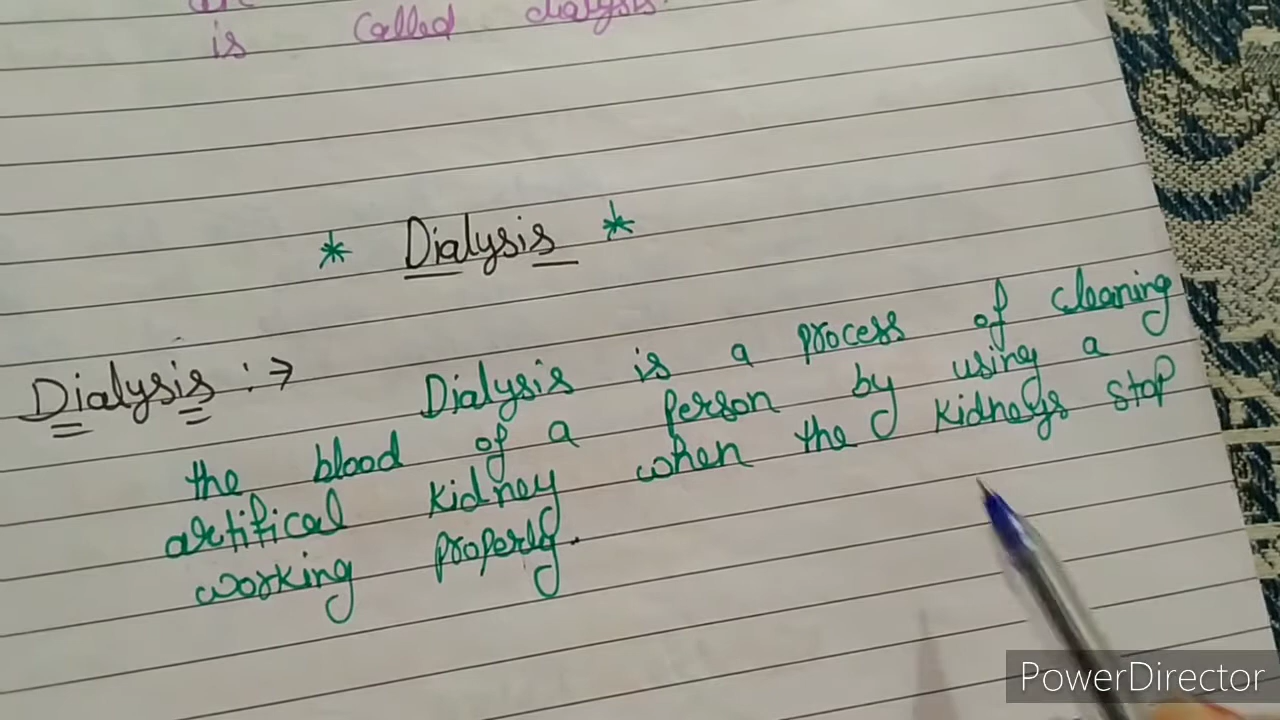 is called dialysis.
* Dialysis *
Dialysis :→ Dialysis is a process of cleaning
the blood of a person by using a
artifical kidney when the kidneys stop
working properly.
PowerDirector